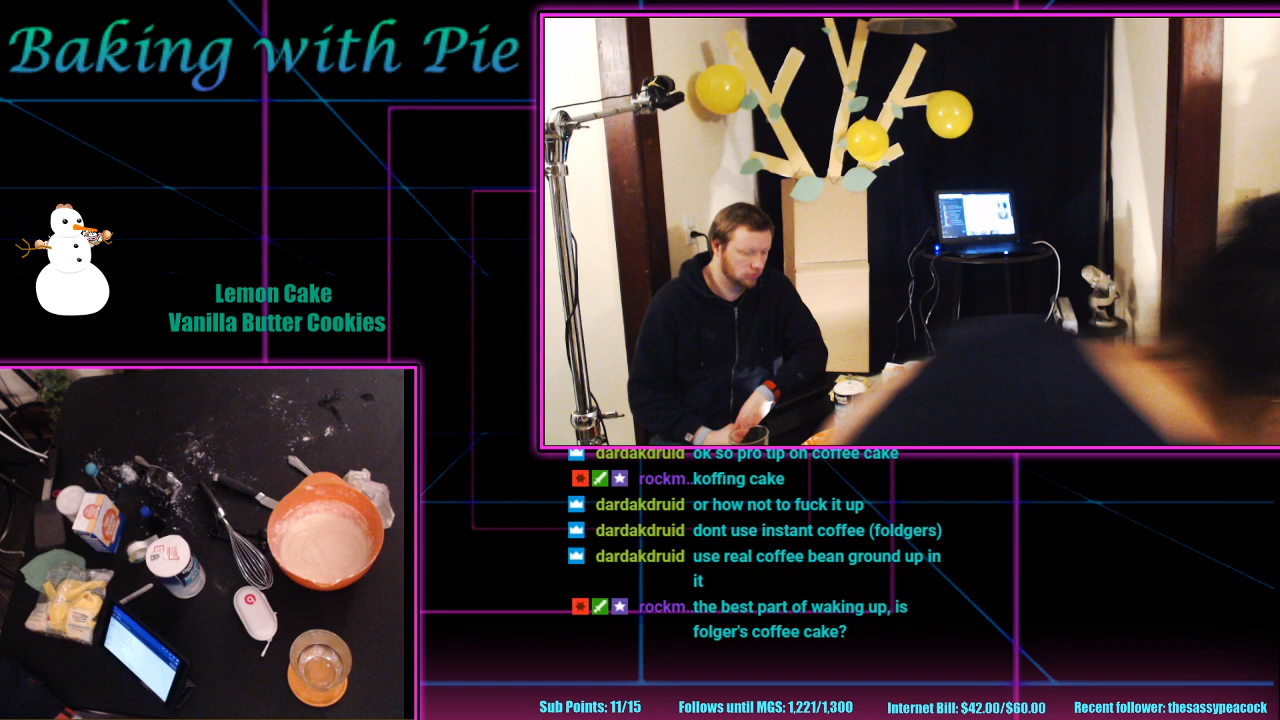 Baking with Pie
Lemon Cake
Vanilla Butter Cookies
dardakdruid ok so pro tip on coffee cake
rockm.. koffing cake
dardakdruid or how not to fuck it up
dardakdruid dont use instant coffee (foldgers)
dardakdruid use real coffee bean ground up in
it
rockm.. the best part of waking up, is
folger's coffee cake?
Sub Points: 11/15
Follows until MGS: 1,221/1,300
Internet Bill: $42.00/$60.00
Recent follower: thesassypeacock